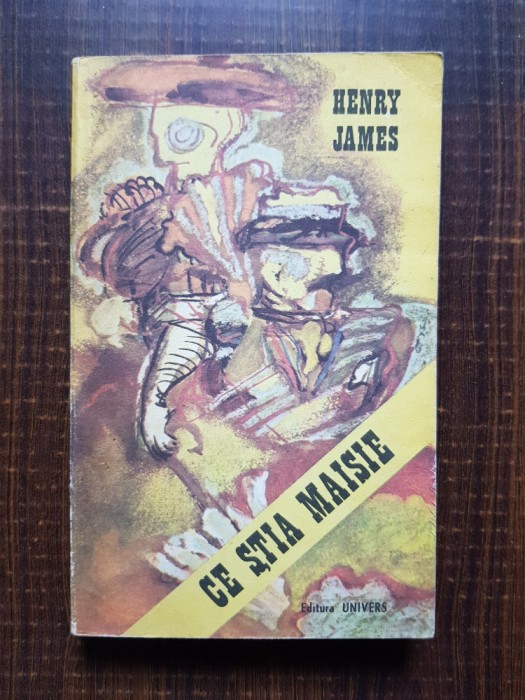 HENRY
JAMES
CE ȘTIA MAISIE
Editura UNIVERS